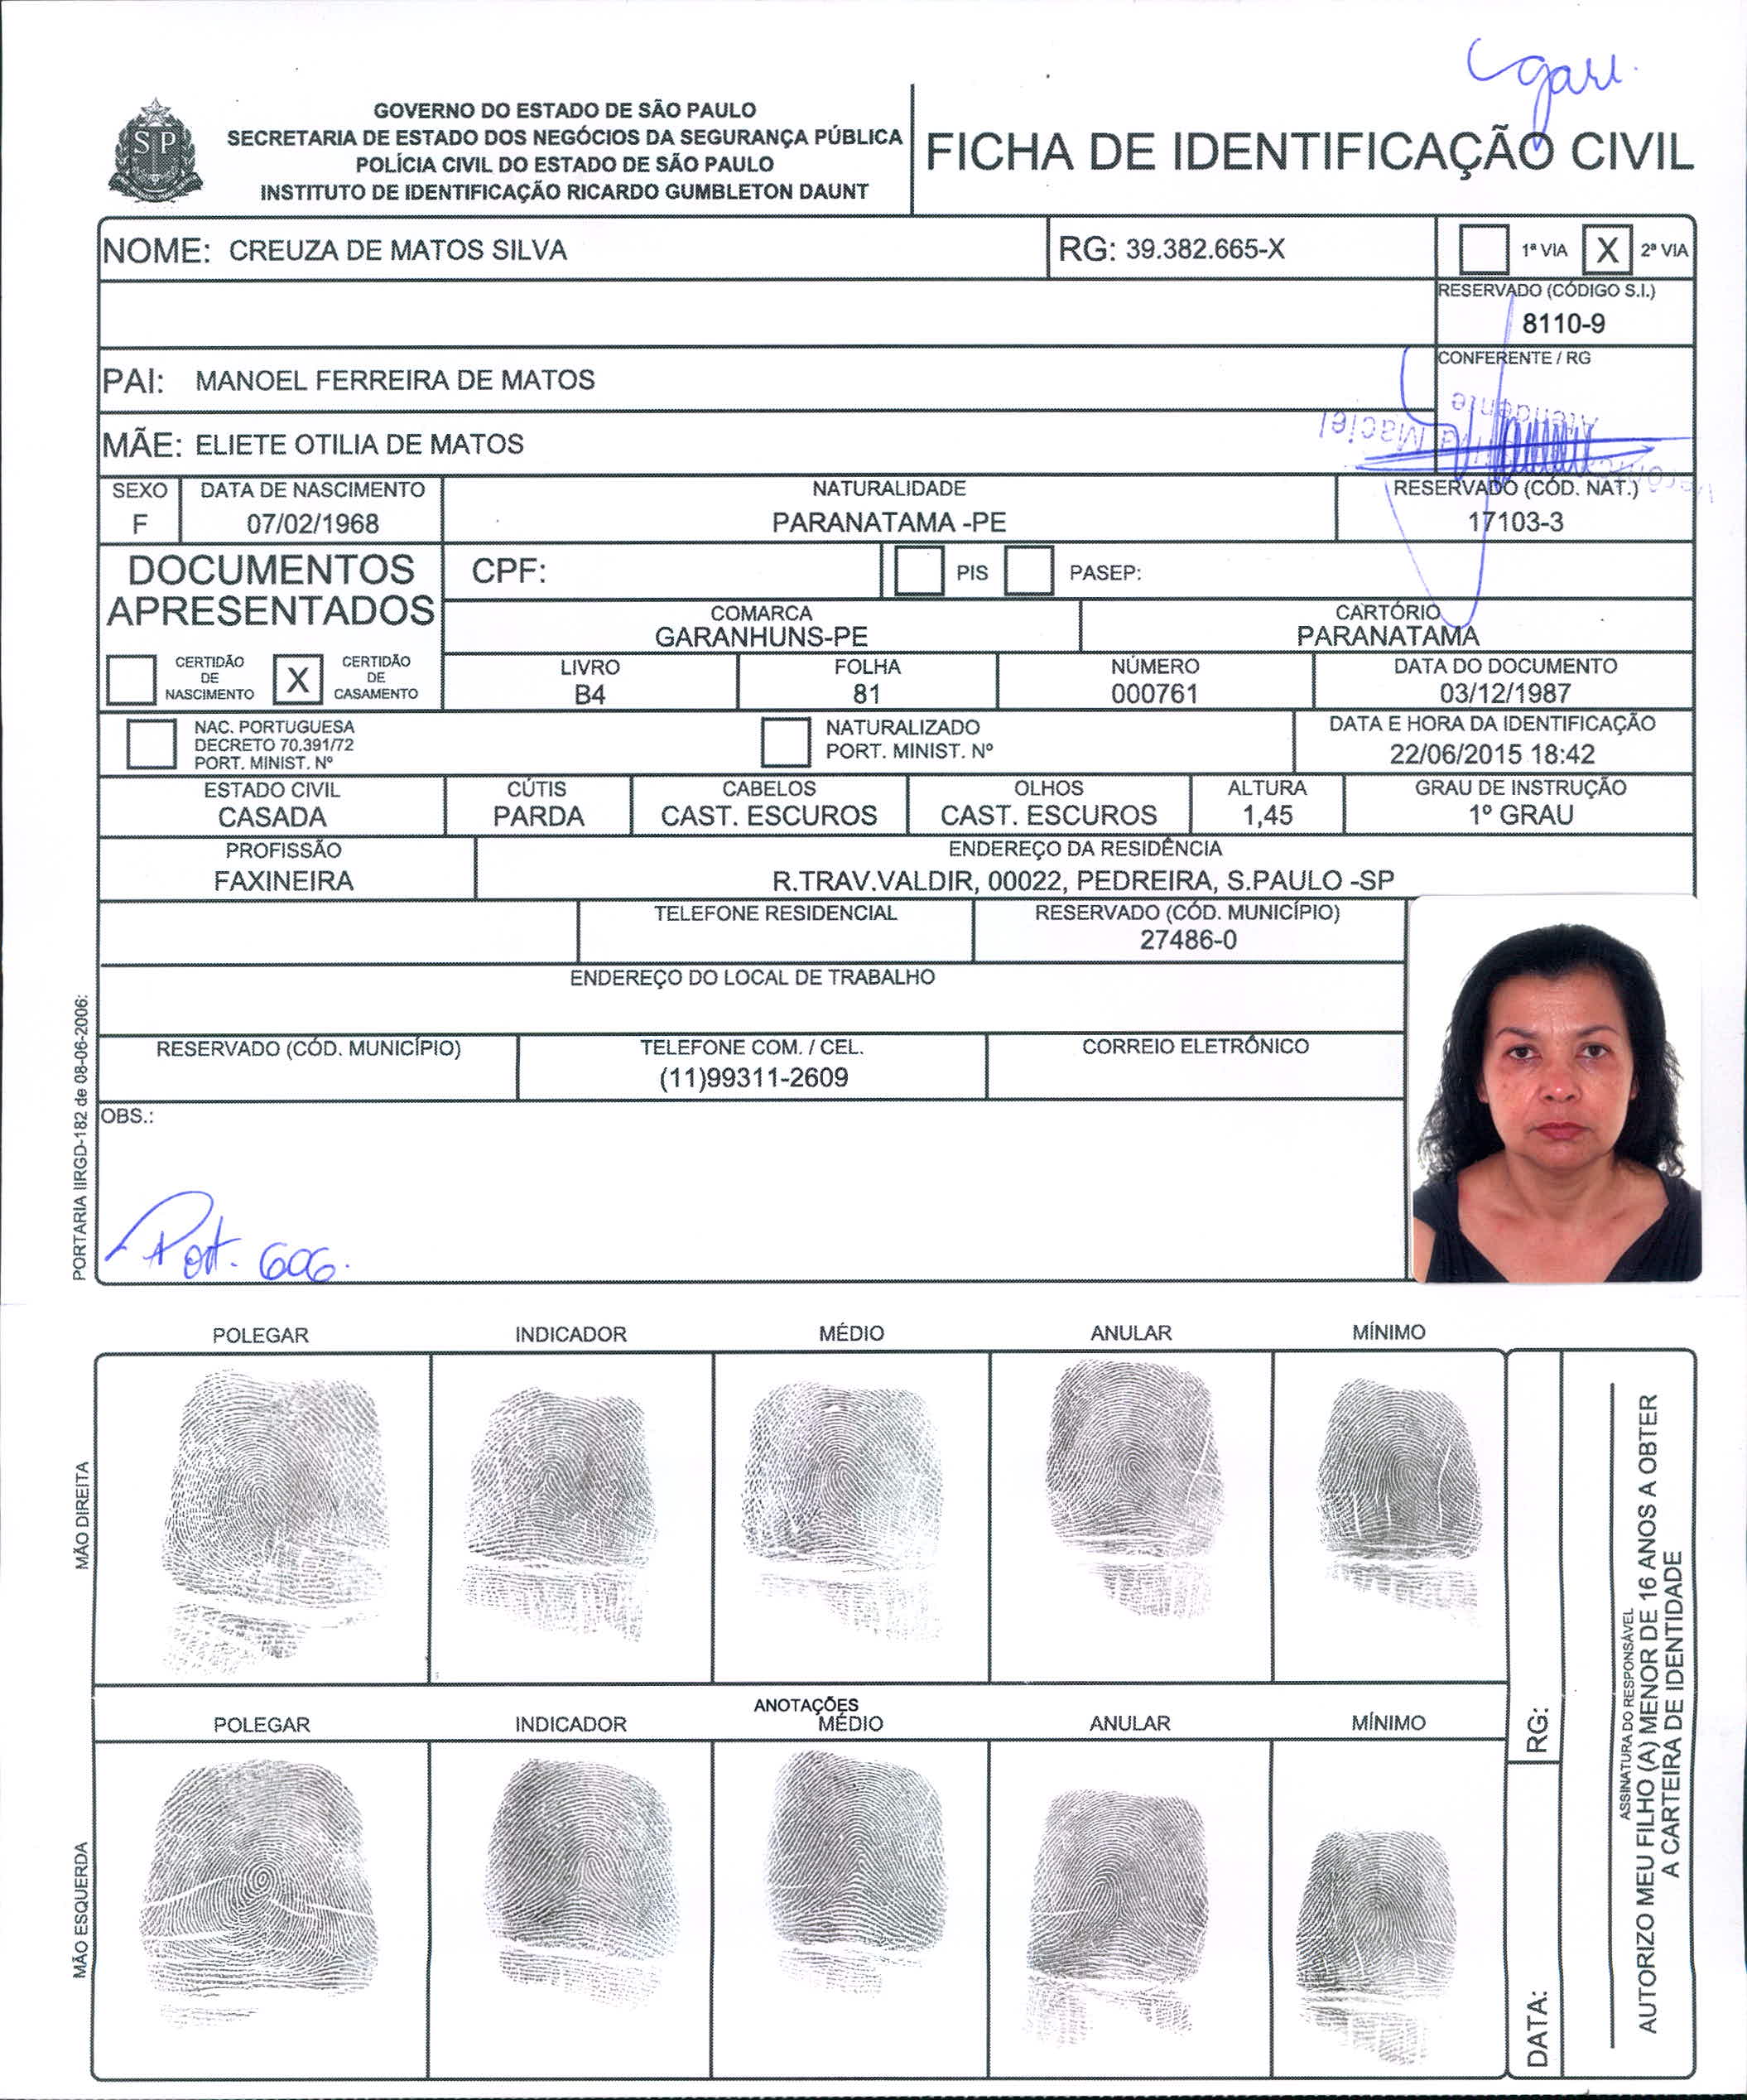 GOVERNO DO ESTADO DE SÃO PAULO
SECRETARIA DE ESTADO DOS NEGÓCIOS DA SEGURANÇA PÚBLICA
POLÍCIA CIVIL DO ESTADO DE SÃO PAULO
INSTITUTO DE IDENTIFICAÇÃO RICARDO GUMBLETON DAUNT
SP
FICHA DE IDENTIFICAÇÃO CIVIL
NOME: CREUZA DE MATOS SILVA
RG: 39.382.665-X
1ª VIA X 2ª VIA
RESERVADO (CÓDIGO S.I.)
8110-9
PAI: MANOEL FERREIRA DE MATOS
CONFERENTE / RG
Atendente
Maciel
MÃE: ELIETE OTILIA DE MATOS
SEXO DATA DE NASCIMENTO NATURALIDADE RESERVADO (CÓD. NAT.)
F 07/02/1968 PARANATAMA -PE 17103-3
DOCUMENTOS
APRESENTADOS
CPF: PIS PASEP:
COMARCA CARTÓRIO
GARANHUNS-PE PARANATAMA
CERTIDÃO
DE
NASCIMENTO
X
CERTIDÃO
DE
CASAMENTO
LIVRO FOLHA NÚMERO DATA DO DOCUMENTO
B4 81 000761 03/12/1987
NAC. PORTUGUESA
DECRETO 70.391/72
PORT. MINIST. Nº
NATURALIZADO
PORT. MINIST. Nº
DATA E HORA DA IDENTIFICAÇÃO
22/06/2015 18:42
ESTADO CIVIL CÚTIS CABELOS OLHOS ALTURA GRAU DE INSTRUÇÃO
CASADA PARDA CAST. ESCUROS CAST. ESCUROS 1,45 1º GRAU
PROFISSÃO ENDEREÇO DA RESIDÊNCIA
FAXINEIRA R.TRAV.VALDIR, 00022, PEDREIRA, S.PAULO -SP
TELEFONE RESIDENCIAL RESERVADO (CÓD. MUNICÍPIO)
27486-0
ENDEREÇO DO LOCAL DE TRABALHO
RESERVADO (CÓD. MUNICÍPIO) TELEFONE COM. / CEL. CORREIO ELETRÔNICO
(11)99311-2609
OBS.:
Port. 606.
PORTARIA IIRGD-182 de 08-06-2006:
POLEGAR INDICADOR MÉDIO ANULAR MÍNIMO
MÃO DIREITA
ANOTAÇÕES
POLEGAR INDICADOR MÉDIO ANULAR MÍNIMO
MÃO ESQUERDA
RG:
DATA:
ASSINATURA DO RESPONSÁVEL
AUTORIZO MEU FILHO (A) MENOR DE 16 ANOS A OBTER
A CARTEIRA DE IDENTIDADE